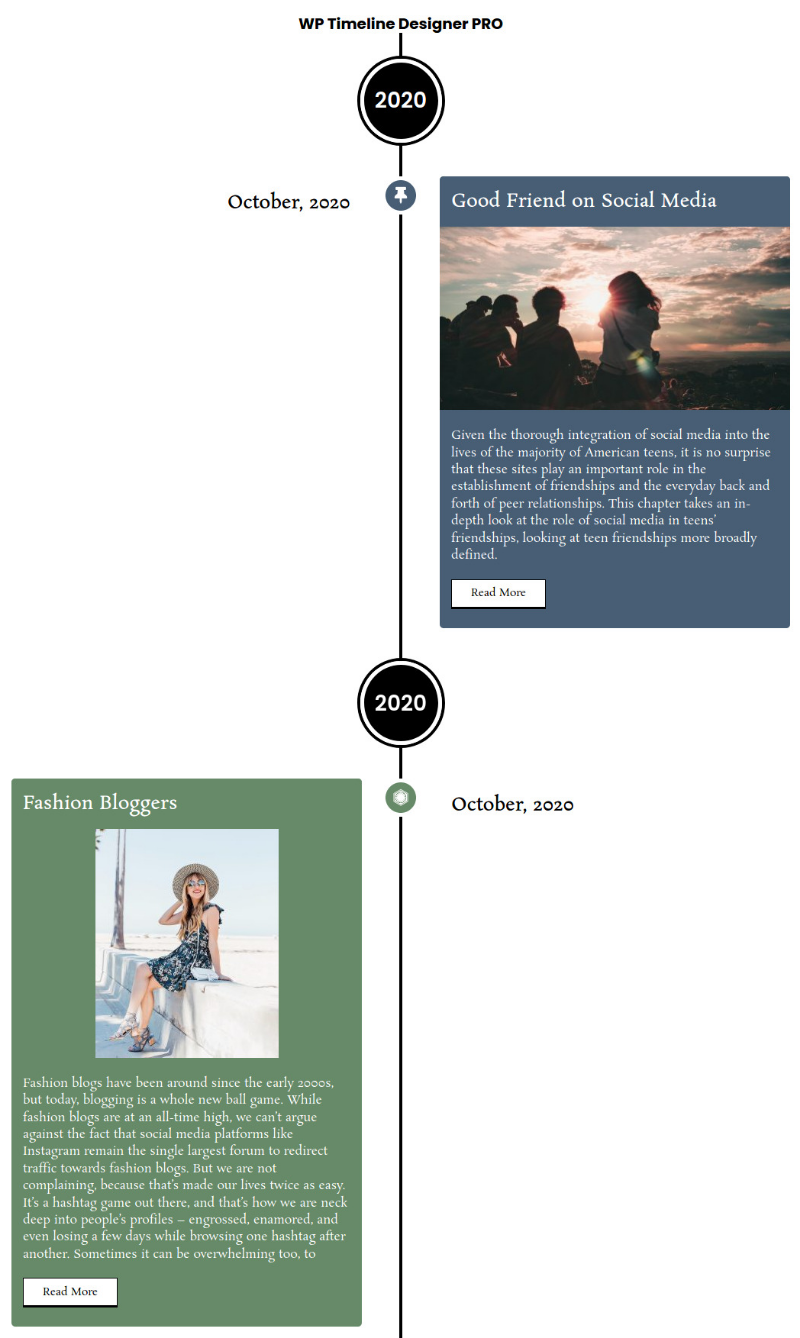 WP Timeline Designer PRO
2020
October, 2020
Good Friend on Social Media
Given the thorough integration of social media into the
lives of the majority of American teens, it is no surprise
that these sites play an important role in the
establishment of friendships and the everyday back and
forth of peer relationships. This chapter takes an in-
depth look at the role of social media in teens'
friendships, looking at teen friendships more broadly
defined.
Read More
2020
Fashion Bloggers
October, 2020
Fashion blogs have been around since the early 2000s,
but today, blogging is a whole new ball game. While
fashion blogs are at an all-time high, we can't argue
against the fact that social media platforms like
Instagram remain the single largest forum to redirect
traffic towards fashion blogs. But we are not
complaining, because that's made our lives twice as easy.
It's a hashtag game out there, and that's how we are neck
deep into people's profiles – engrossed, enamored, and
even losing a few days while browsing one hashtag after
another. Sometimes it can be overwhelming too, to
Read More